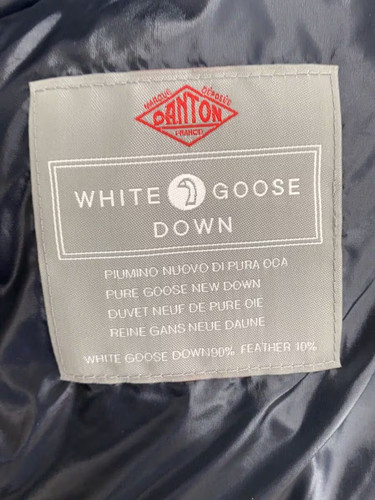 MARQUE DÉPOSÉE
DANTON
FRANCE
WHITE GOOSE
DOWN
PIUMINO NUOVO DI PURA OCA
PURE GOOSE NEW DOWN
DUVET NEUF DE PURE OIE
REINE GANS NEUE DAUNE
WHITE GOOSE DOWN90% FEATHER 10%